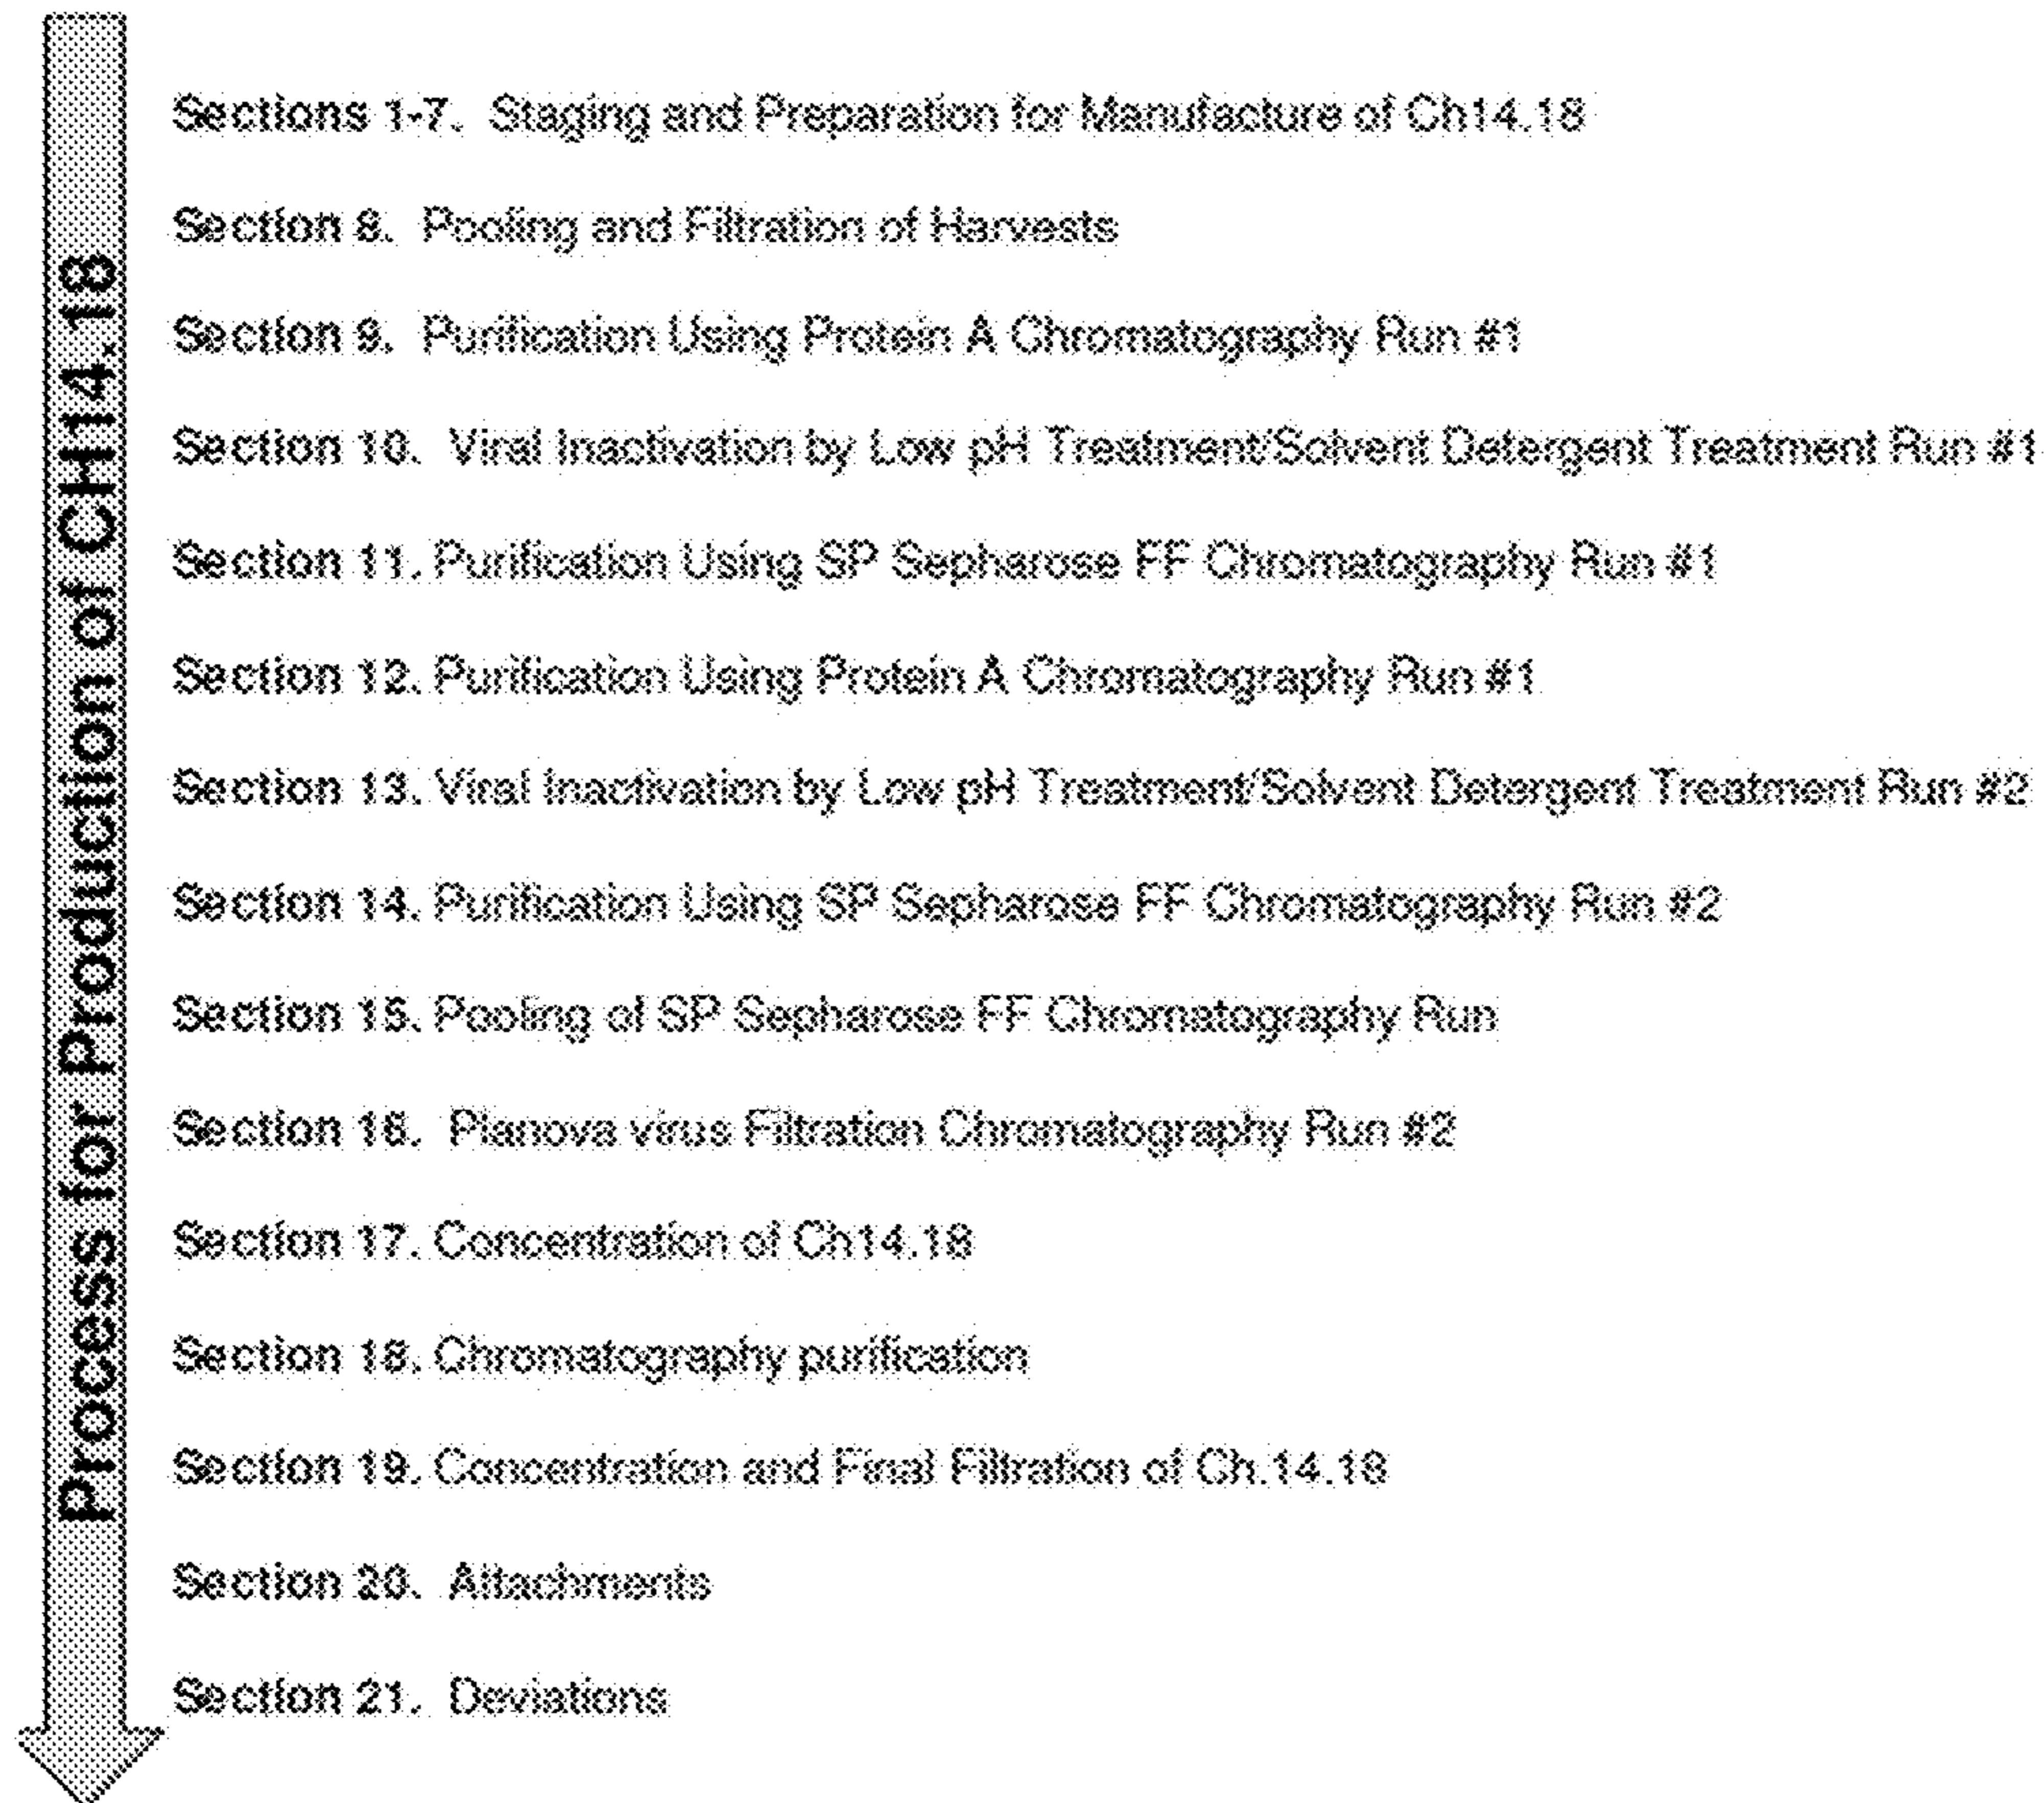 Process for Production of CH14.18
Sections 1-7. Staging and Preparation for Manufacture of Ch14.18
Section 8. Pooling and Filtration of Harvests
Section 9. Purification Using Protein A Chromatography Run #1
Section 10. Viral Inactivation by Low pH Treatment/Solvent Detergent Treatment Run #1
Section 11. Purification Using SP Sepharose FF Chromatography Run #1
Section 12. Purification Using Protein A Chromatography Run #1
Section 13. Viral Inactivation by Low pH Treatment/Solvent Detergent Treatment Run #2
Section 14. Purification Using SP Sepharose FF Chromatography Run #2
Section 15. Pooling of SP Sepharose FF Chromatography Run
Section 16. Planova virus Filtration Chromatography Run #2
Section 17. Concentration of Ch14.18
Section 18. Chromatography purification
Section 19. Concentration and Final Filtration of Ch.14.18
Section 20. Attachments
Section 21. Deviations